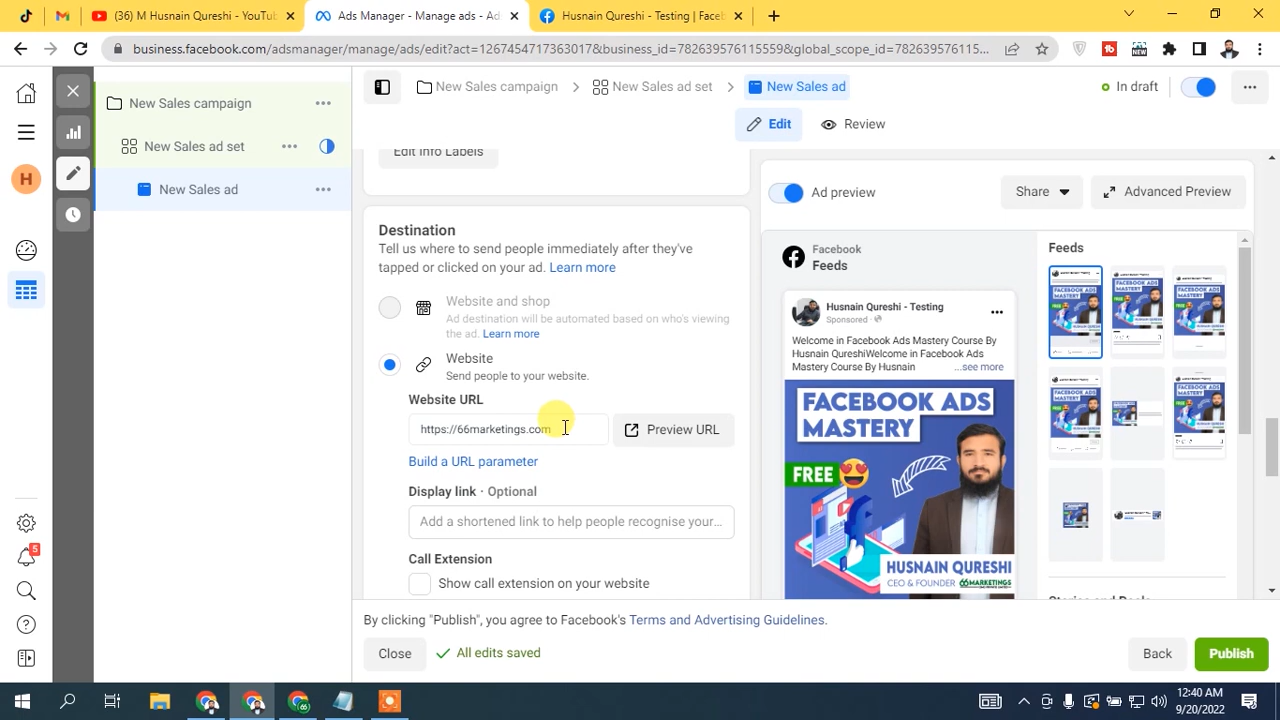 (36) M Husnain Qureshi - YouTu
Ads Manager - Manage ads - Ad
Husnain Qureshi - Testing | Faceb
business.facebook.com/adsmanager/manage/ads/edit?act=1267454717363017&business_id=782639576115559&global_scope_id=782639576115...
New Sales campaign
New Sales ad set
New Sales ad
In draft
Edit
Review
New Sales campaign
New Sales ad set
New Sales ad
H
5
Edit Info Labels
Destination
Tell us where to send people immediately after they've
tapped or clicked on your ad. Learn more
Website and shop
Ad destination will be automated based on who's viewing
the ad. Learn more
Website
Send people to your website.
Website URL
https://66marketings.com
Preview URL
Build a URL parameter
Display link · Optional
Add a shortened link to help people recognise your...
Call Extension
Show call extension on your website
Ad preview
Share
Advanced Preview
Facebook
Feeds
Husnain Qureshi - Testing
Sponsored ·
Welcome in Facebook Ads Mastery Course By
Husnain QureshiWelcome in Facebook Ads
Mastery Course By Husnain ...see more
FACEBOOK ADS
MASTERY
FREE
HUSNAIN QURESHI
CEO & FOUNDER 66MARKETINGS
Feeds
By clicking "Publish", you agree to Facebook's Terms and Advertising Guidelines.
Close
All edits saved
Back
Publish
12:40 AM
9/20/2022